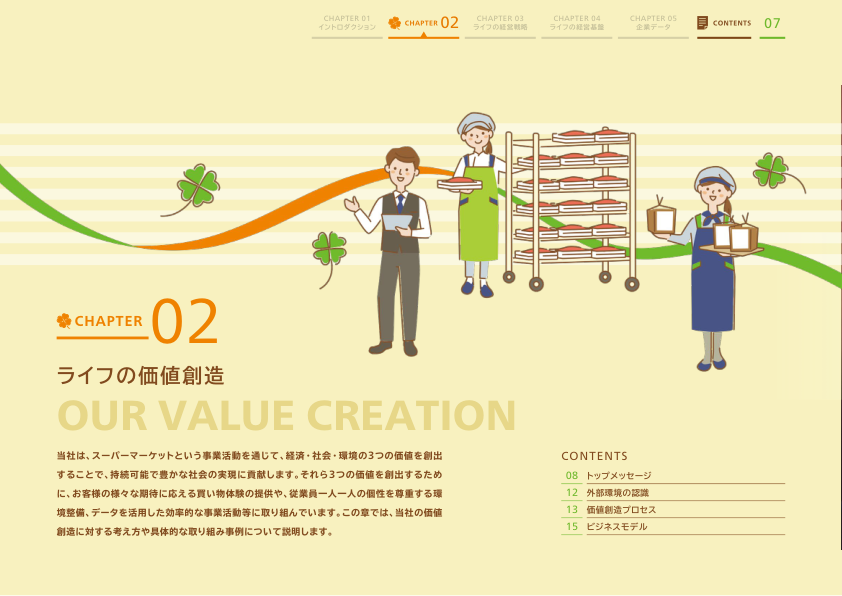 CHAPTER 01
イントロダクション
CHAPTER 02
CHAPTER 03
ライフの経営戦略
CHAPTER 04
ライフの経営基盤
CHAPTER 05
企業データ
CONTENTS
07
CHAPTER 02
ライフの価値創造
OUR VALUE CREATION
当社は、スーパーマーケットという事業活動を通じて、経済・社会・環境の3つの価値を創出
することで、持続可能で豊かな社会の実現に貢献します。それら3つの価値を創出するため
に、お客様の様々な期待に応える買い物体験の提供や、従業員一人一人の個性を尊重する環
境整備、データを活用した効率的な事業活動等に取り組んでいます。この章では、当社の価値
創造に対する考え方や具体的な取り組み事例について説明します。
CONTENTS
08 トップメッセージ
12 外部環境の認識
13 価値創造プロセス
15 ビジネスモデル